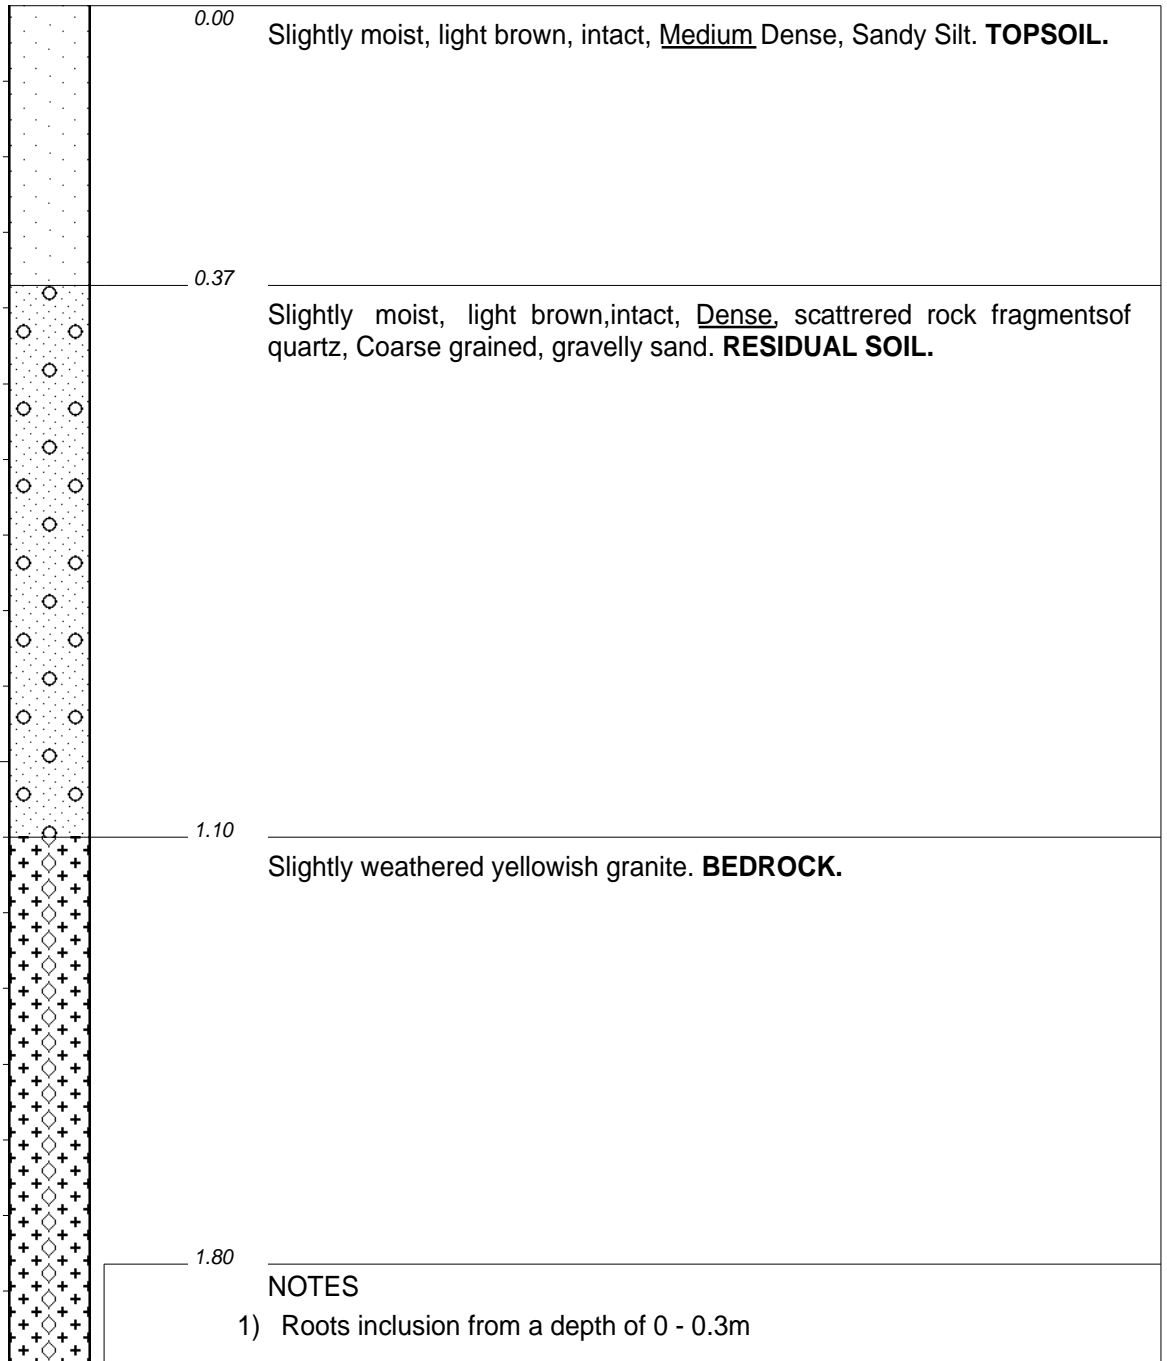 0.00
Slightly moist, light brown, intact, Medium Dense, Sandy Silt. TOPSOIL.
0.37
Slightly moist, light brown,intact, Dense, scattrered rock fragmentsof
quartz, Coarse grained, gravelly sand. RESIDUAL SOIL.
1.10
Slightly weathered yellowish granite. BEDROCK.
1.80
NOTES
1) Roots inclusion from a depth of 0 - 0.3m